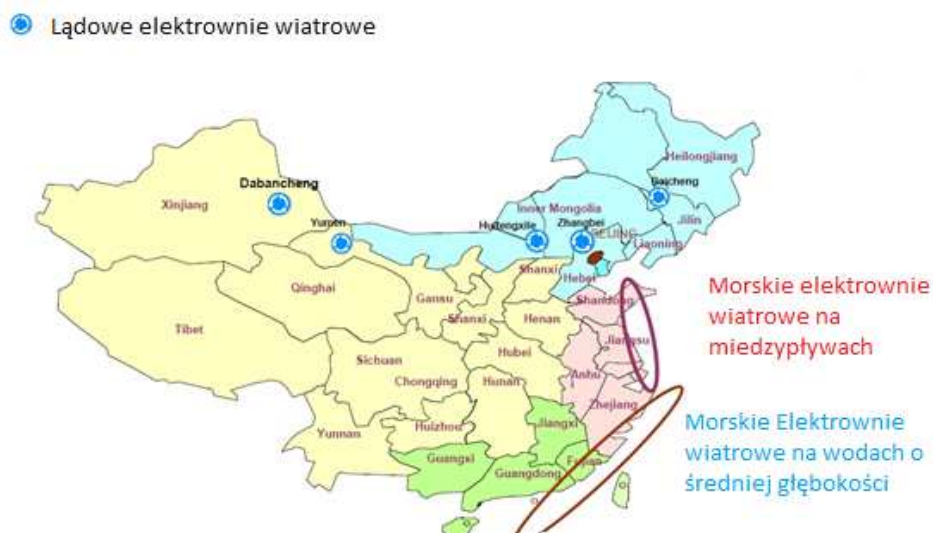 Lądowe elektrownie wiatrowe
Heilongjiang
Dabancheng
Baicheng
Xinjiang
Inner Mongolia
Jilin
Yumen
Huitengxile
Zhangbei
BEIJING
Liaoning
Shanxi
Hebei
Qinghai
Gansu
Shandong
Morskie elektrownie
wiatrowe na
miedzypływach
Tibet
Shanxi
Henan
Jiangsu
Sichuan
Hubei
Chongqing
Hunan
Anhu
Zhejiang
Morskie Elektrownie
wiatrowe na wodach o
średniej głębokości
Yunnan
Huizhou
Jiangxi
Guangxi
Guangdong
Fujian